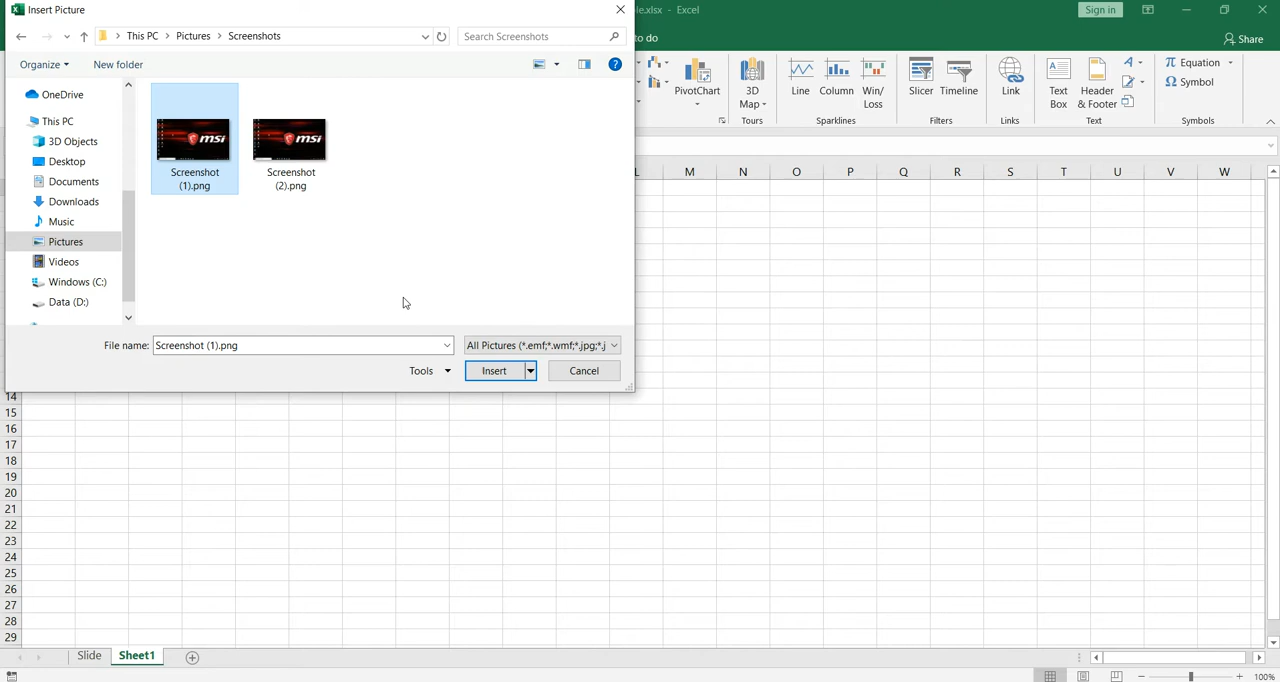 Insert Picture
le.xlsx - Excel
Sign in
This PC > Pictures > Screenshots
Search Screenshots
to do
Share
Organize
New folder
?
OneDrive
This PC
3D Objects
Desktop
Documents
Downloads
Music
Pictures
Videos
Windows (C:)
Data (D:)
msi
msi
Screenshot
(1).png
Screenshot
(2).png
File name:
Screenshot (1).png
All Pictures (*.emf;*.wmf;*.jpg;*.j
Tools
Insert
Cancel
PivotChart
3D
Map
Tours
Line
Column
Win/
Loss
Sparklines
Slicer
Timeline
Filters
Link
Links
Text
Box
Header
& Footer
A
Text
π Equation
Ω Symbol
Symbols
L M N O P Q R S T U V W
14
15
16
17
18
19
20
21
22
23
24
25
26
27
28
29
Slide
Sheet1
100%